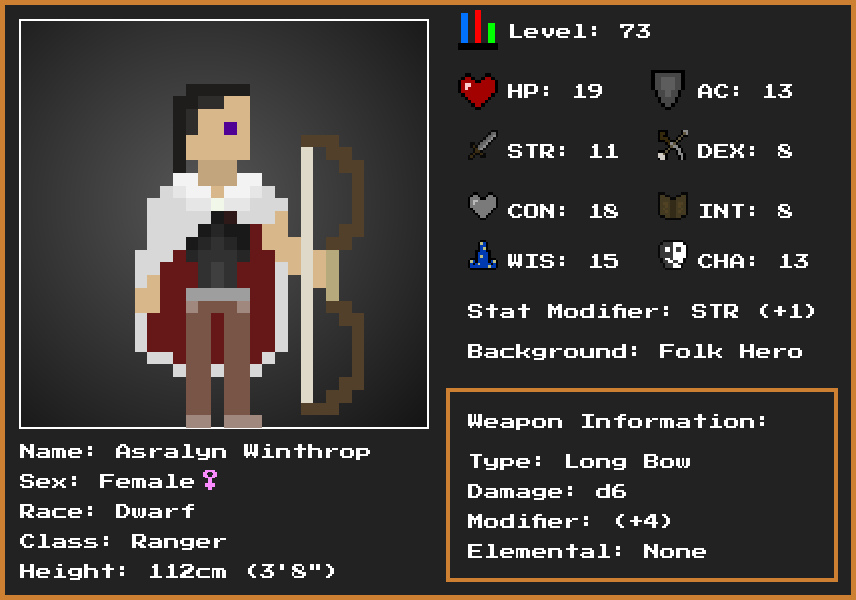 Level: 73
HP: 19 AC: 13
STR: 11 DEX: 8
CON: 18 INT: 8
WIS: 15 CHA: 13
Stat Modifier: STR (+1)
Background: Folk Hero
Weapon Information:
Type: Long Bow
Damage: d6
Modifier: (+4)
Elemental: None
Name: Asralyn Winthrop
Sex: Female♀
Race: Dwarf
Class: Ranger
Height: 112cm (3'8")